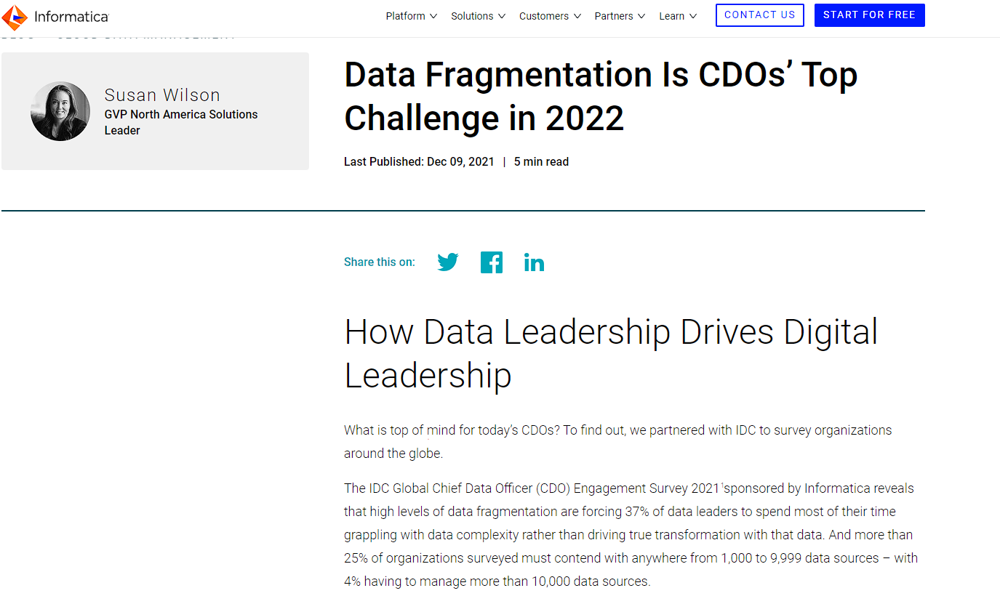 Informatica
Platform Solutions Customers Partners Learn CONTACT US START FOR FREE
Susan Wilson
GVP North America Solutions
Leader
Data Fragmentation Is CDOs’ Top
Challenge in 2022
Last Published: Dec 09, 2021 | 5 min read
Share this on:
How Data Leadership Drives Digital
Leadership
What is top of mind for today’s CDOs? To find out, we partnered with IDC to survey organizations
around the globe.
The IDC Global Chief Data Officer (CDO) Engagement Survey 2021¹sponsored by Informatica reveals
that high levels of data fragmentation are forcing 37% of data leaders to spend most of their time
grappling with data complexity rather than driving true transformation with that data. And more than
25% of organizations surveyed must contend with anywhere from 1,000 to 9,999 data sources – with
4% having to manage more than 10,000 data sources.